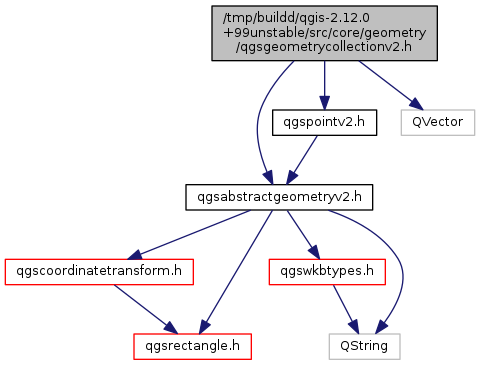 /tmp/buildd/qgis-2.12.0
+99unstable/src/core/geometry
/qgsgeometrycollectionv2.h
qgspointv2.h
QVector
qgsabstractgeometryv2.h
qgscoordinatetransform.h
qgswkbtypes.h
qgsrectangle.h
QString